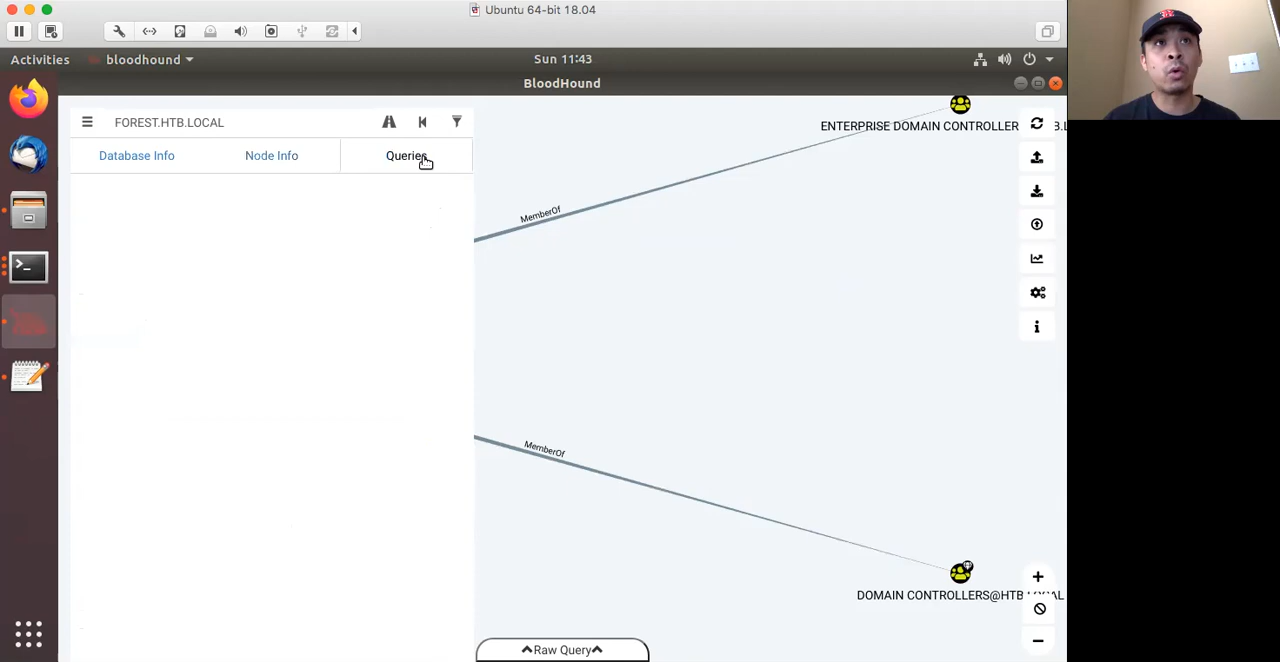 Ubuntu 64-bit 18.04
Activities
bloodhound
Sun 11:43
BloodHound
FOREST.HTB.LOCAL
Database Info
Node Info
Queries
ENTERPRISE DOMAIN CONTROLLER
MemberOf
MemberOf
DOMAIN CONTROLLERS@HTB.LOCAL
Raw Query